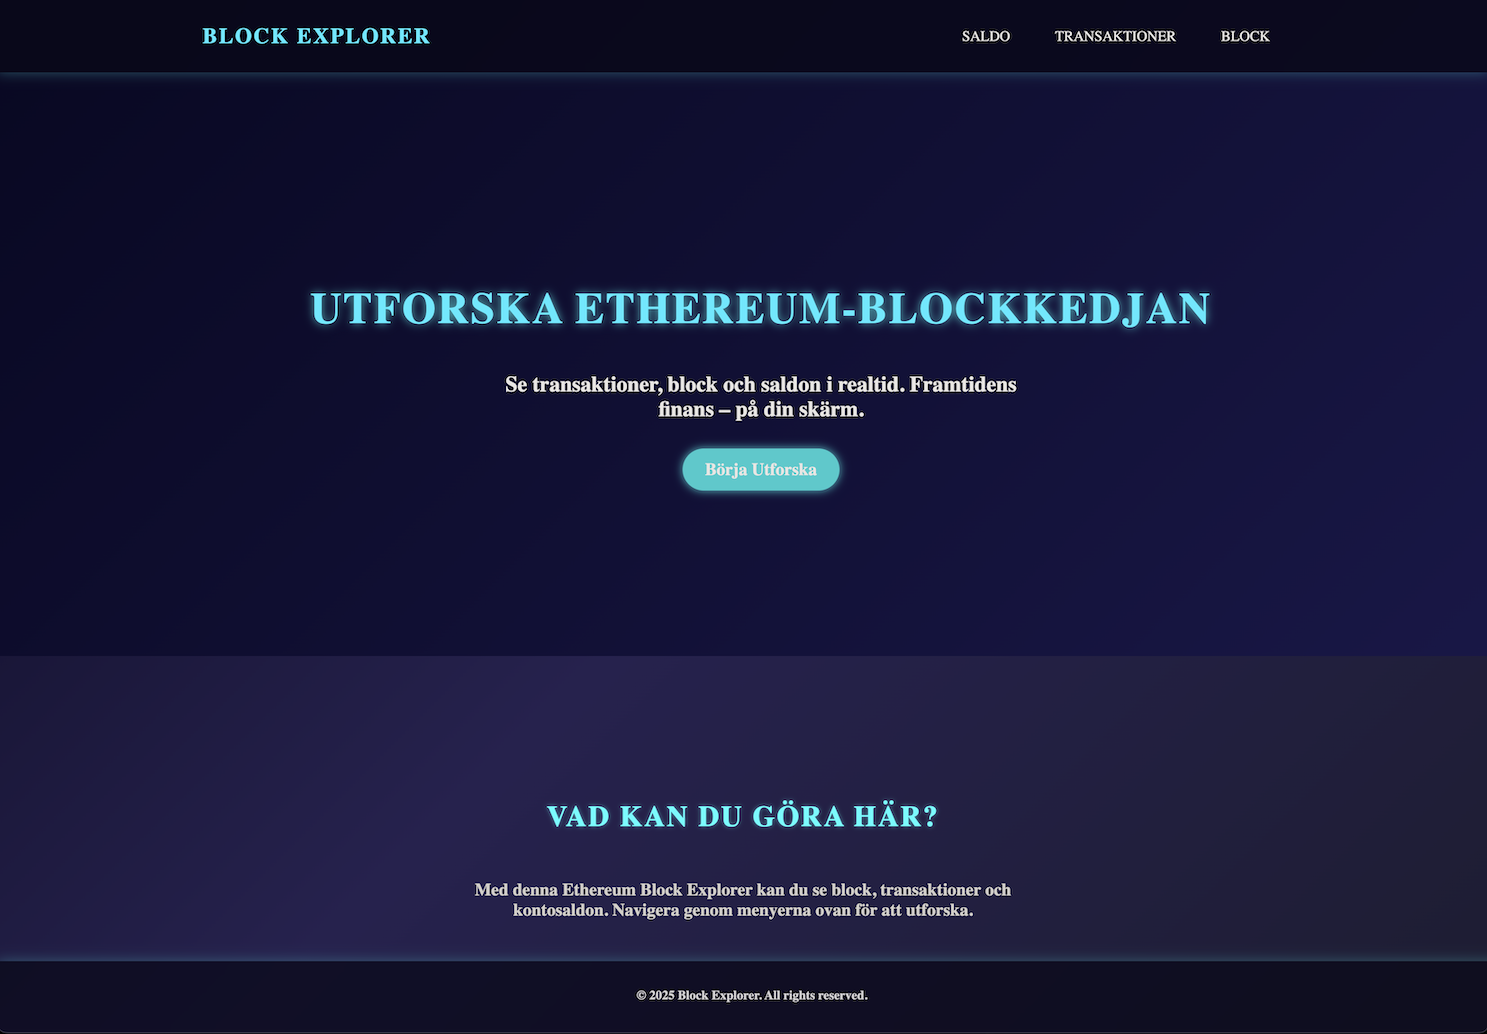 BLOCK EXPLORER
SALDO
TRANSAKTIONER
BLOCK
UTFORSKA ETHEREUM-BLOCKKEDJAN
Se transaktioner, block och saldon i realtid. Framtidens
finans – på din skärm.
Börja Utforska
VAD KAN DU GÖRA HÄR?
Med denna Ethereum Block Explorer kan du se block, transaktioner och
kontosaldon. Navigera genom menyerna ovan för att utforska.
© 2025 Block Explorer. All rights reserved.